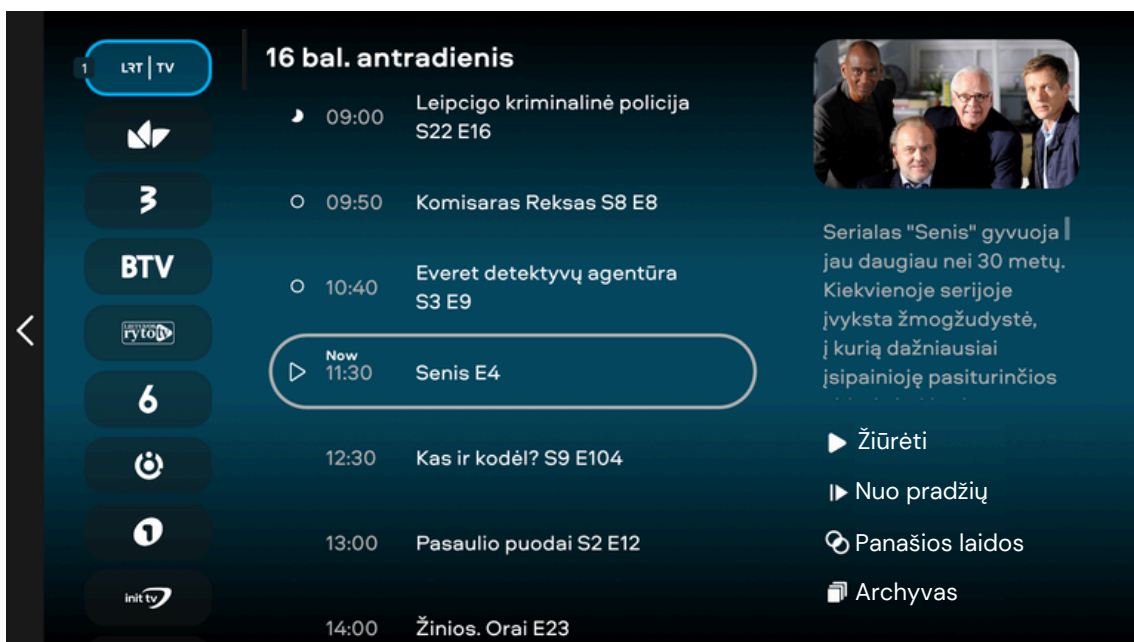 1 LRT | TV
3
BTV
LIETUVOS
rytoTV
6
1
init tv
16 bal. antradienis
09:00 Leipcigo kriminalinė policija
S22 E16
09:50 Komisaras Reksas S8 E8
10:40 Everet detektyvų agentūra
S3 E9
Now
11:30 Senis E4
12:30 Kas ir kodėl? S9 E104
13:00 Pasaulio puodai S2 E12
14:00 Žinios. Orai E23
Serialas "Senis" gyvuoja
jau daugiau nei 30 metų.
Kiekvienoje serijoje
įvyksta žmogžudystė,
į kurią dažniausiai
įsipainioję pasiturinčios
Žiūrėti
Nuo pradžių
Panašios laidos
Archyvas